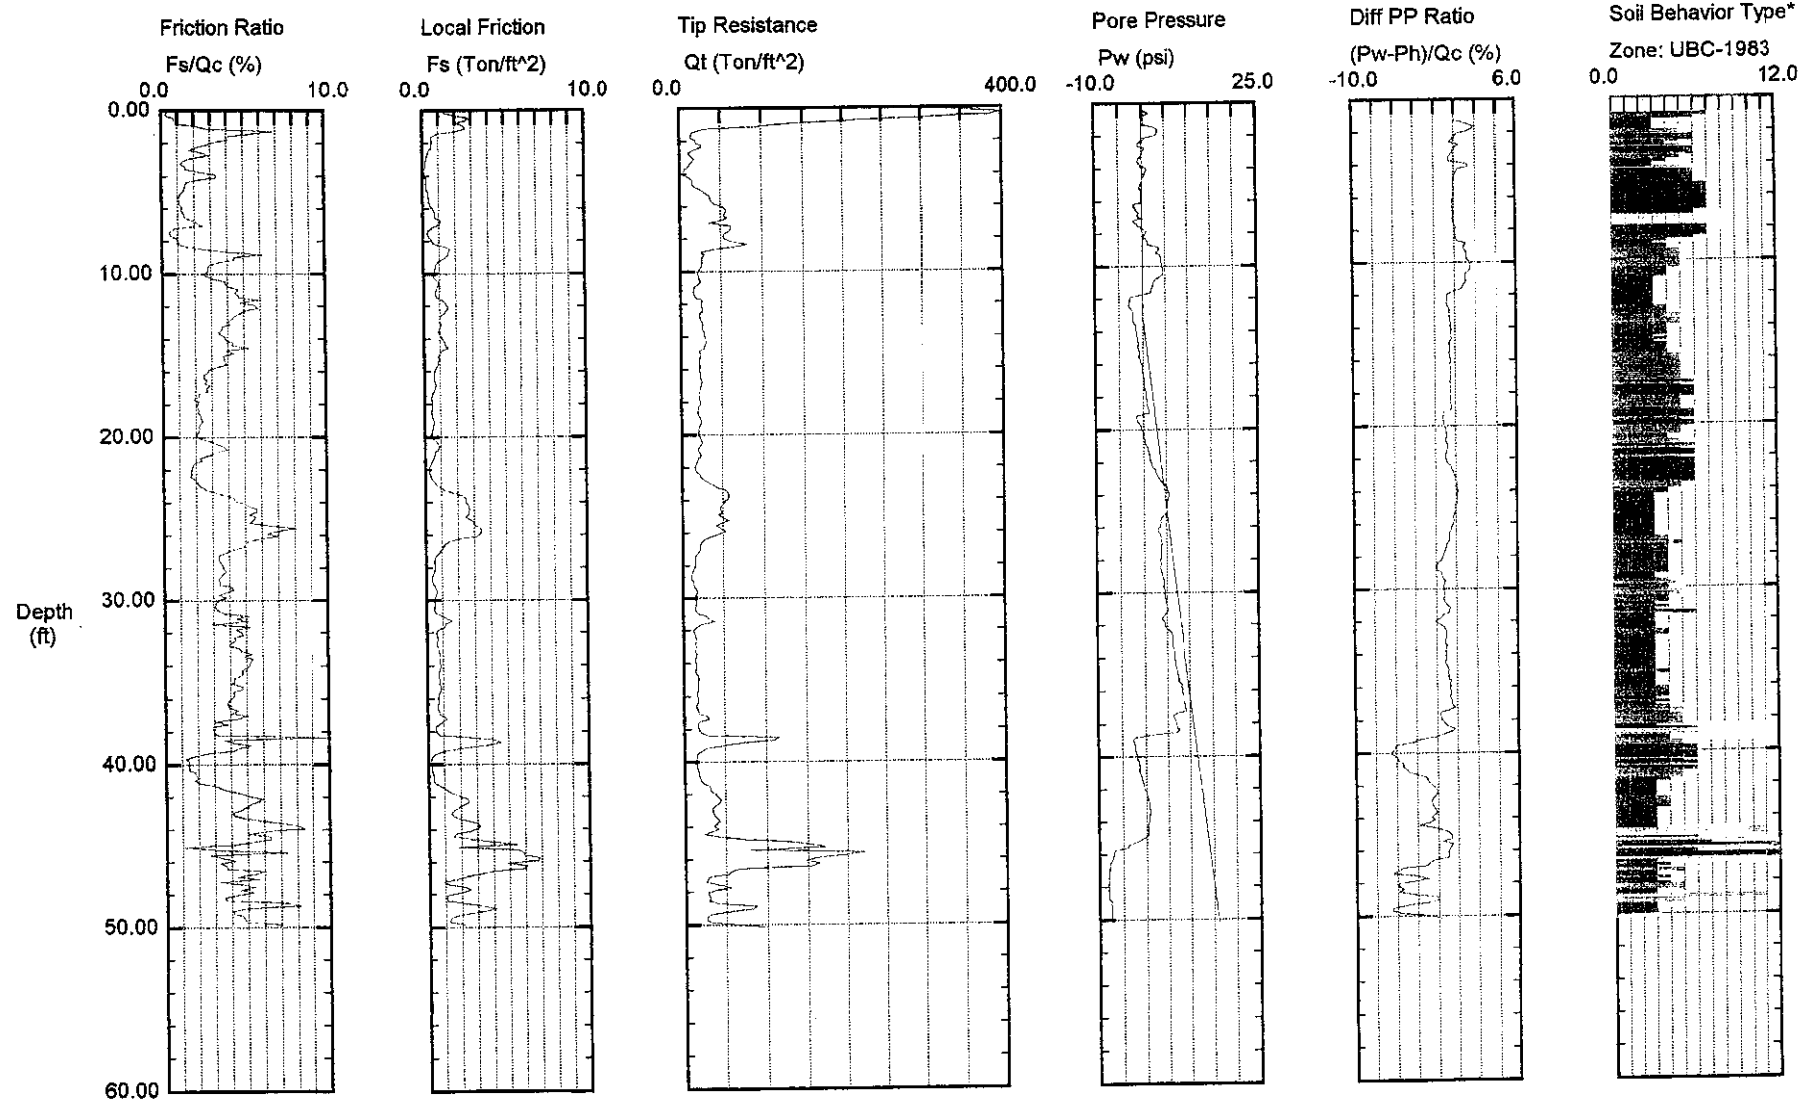 Friction Ratio
Fs/Qc (%)
0.0 10.0
Local Friction
Fs (Ton/ft^2)
0.0 10.0
Tip Resistance
Qt (Ton/ft^2)
0.0 400.0
Pore Pressure
Pw (psi)
-10.0 25.0
Diff PP Ratio
(Pw-Ph)/Qc (%)
-10.0 6.0
Soil Behavior Type*
Zone: UBC-1983
0.0 12.0
0.00
10.00
20.00
30.00
Depth
(ft)
40.00
50.00
60.00